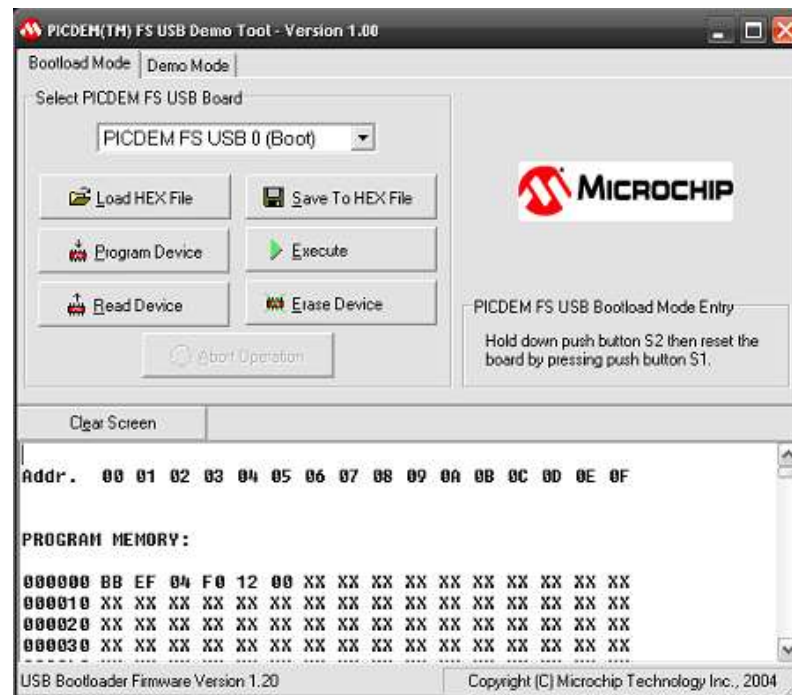 PICDEM(TM) FS USB Demo Tool - Version 1.00
Bootload Mode
Demo Mode
Select PICDEM FS USB Board
PICDEM FS USB 0 (Boot)
Load HEX File
Save To HEX File
Program Device
Execute
Read Device
Erase Device
Abort Operation
MICROCHIP
PICDEM FS USB Bootload Mode Entry
Hold down push button S2 then reset the
board by pressing push button S1.
Clear Screen
Addr. 00 01 02 03 04 05 06 07 08 09 0A 0B 0C 0D 0E 0F
PROGRAM MEMORY:
000000 BB EF 04 F0 12 00 XX XX XX XX XX XX XX XX XX XX
000010 XX XX XX XX XX XX XX XX XX XX XX XX XX XX XX XX
000020 XX XX XX XX XX XX XX XX XX XX XX XX XX XX XX XX
000030 XX XX XX XX XX XX XX XX XX XX XX XX XX XX XX XX
USB Bootloader Firmware Version 1.20
Copyright (C) Microchip Technology Inc., 2004